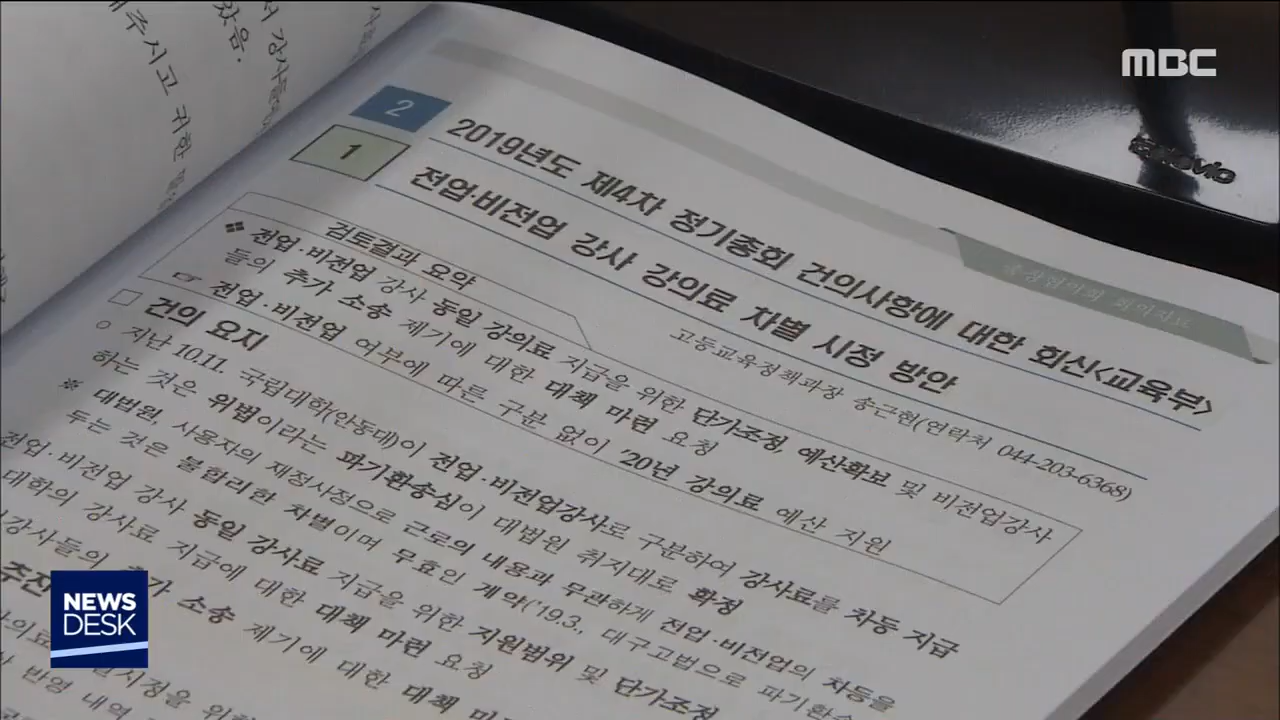 MBC
2
2019년도 제4차 정기총회 건의사항에 대한 회신<교육부>
1
전업·비전업 강사 강의료 차별 시정 방안
고등교육정책과장 송근현(연락처 044-203-6368)
검토결과 요약
❖ 전업·비전업 강사 동일 강의료 지급을 위한 단가조정, 예산확보 및 비전업강사
들의 추가 소송 제기에 대한 대책 마련 요청
☞ 전업·비전업 여부에 따른 구분 없이 '20년 강의료 예산 지원
□ 건의 요지
○ 지난 10.11. 국립대학(안동대)이 전업·비전업강사로 구분하여 강사료를 차등 지급
하는 것은 위법이라는 파기환송심이 대법원 취지대로 확정
※ 대법원, 사용자의 재정사정으로 근로의 내용과 무관하게 전업·비전업의 차등을
두는 것은 불합리한 차별이며 무효인 계약('19.3., 대구고법으로 파기환송
전업·비전업 강사 동일 강사료 지급을 위한 지원범위 및 단가조정
대학의 강사료 지급에 대한 대책 마련 요청
강사들의 추가 소송 제기에 대한 대책
추진
반영 내역
NEWS
DESK